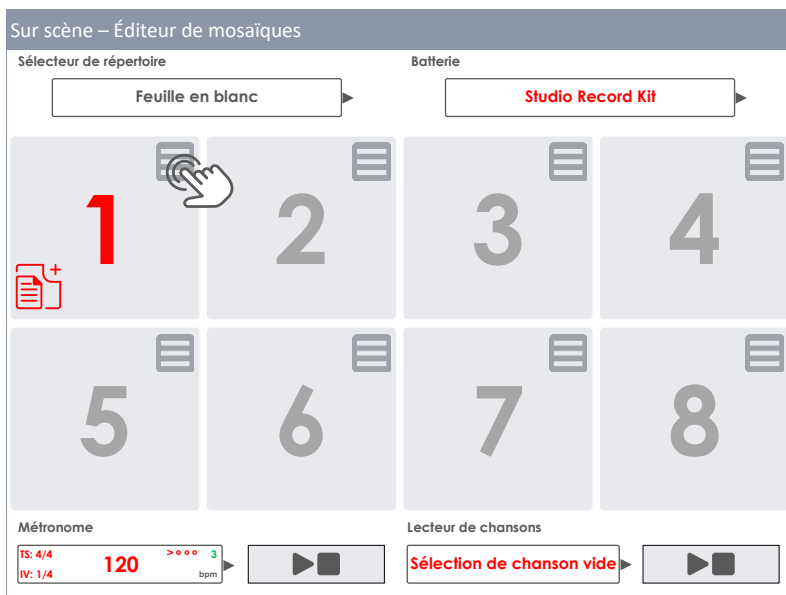 Sur scène – Éditeur de mosaïques
Sélecteur de répertoire
Batterie
Feuille en blanc
Studio Record Kit
1
2
3
4
5
6
7
8
Métronome
Lecteur de chansons
TS: 4/4
IV: 1/4
120
3
bpm
Sélection de chanson vide